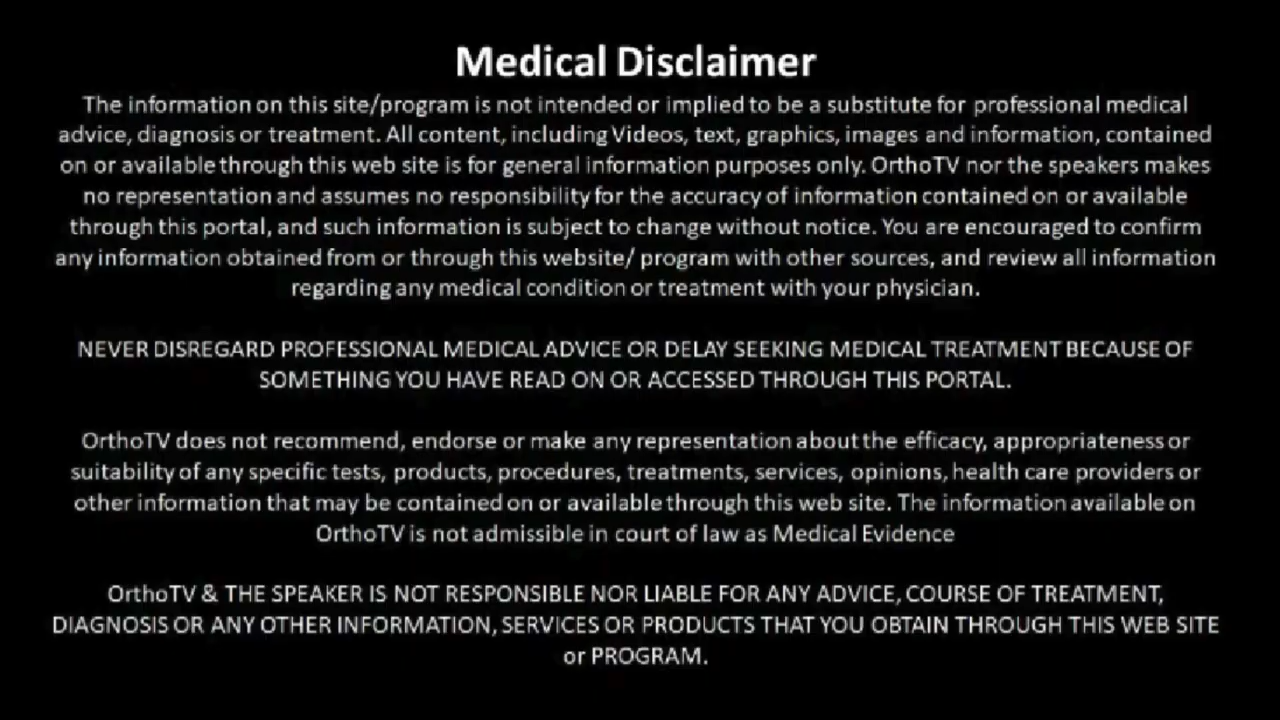 Medical Disclaimer
The information on this site/program is not intended or implied to be a substitute for professional medical
advice, diagnosis or treatment. All content, including Videos, text, graphics, images and information, contained
on or available through this web site is for general information purposes only. OrthoTV nor the speakers makes
no representation and assumes no responsibility for the accuracy of information contained on or available
through this portal, and such information is subject to change without notice. You are encouraged to confirm
any information obtained from or through this website/ program with other sources, and review all information
regarding any medical condition or treatment with your physician.
NEVER DISREGARD PROFESSIONAL MEDICAL ADVICE OR DELAY SEEKING MEDICAL TREATMENT BECAUSE OF
SOMETHING YOU HAVE READ ON OR ACCESSED THROUGH THIS PORTAL.
OrthoTV does not recommend, endorse or make any representation about the efficacy, appropriateness or
suitability of any specific tests, products, procedures, treatments, services, opinions, health care providers or
other information that may be contained on or available through this web site. The information available on
OrthoTV is not admissible in court of law as Medical Evidence
OrthoTV & THE SPEAKER IS NOT RESPONSIBLE NOR LIABLE FOR ANY ADVICE, COURSE OF TREATMENT,
DIAGNOSIS OR ANY OTHER INFORMATION, SERVICES OR PRODUCTS THAT YOU OBTAIN THROUGH THIS WEB SITE
or PROGRAM.